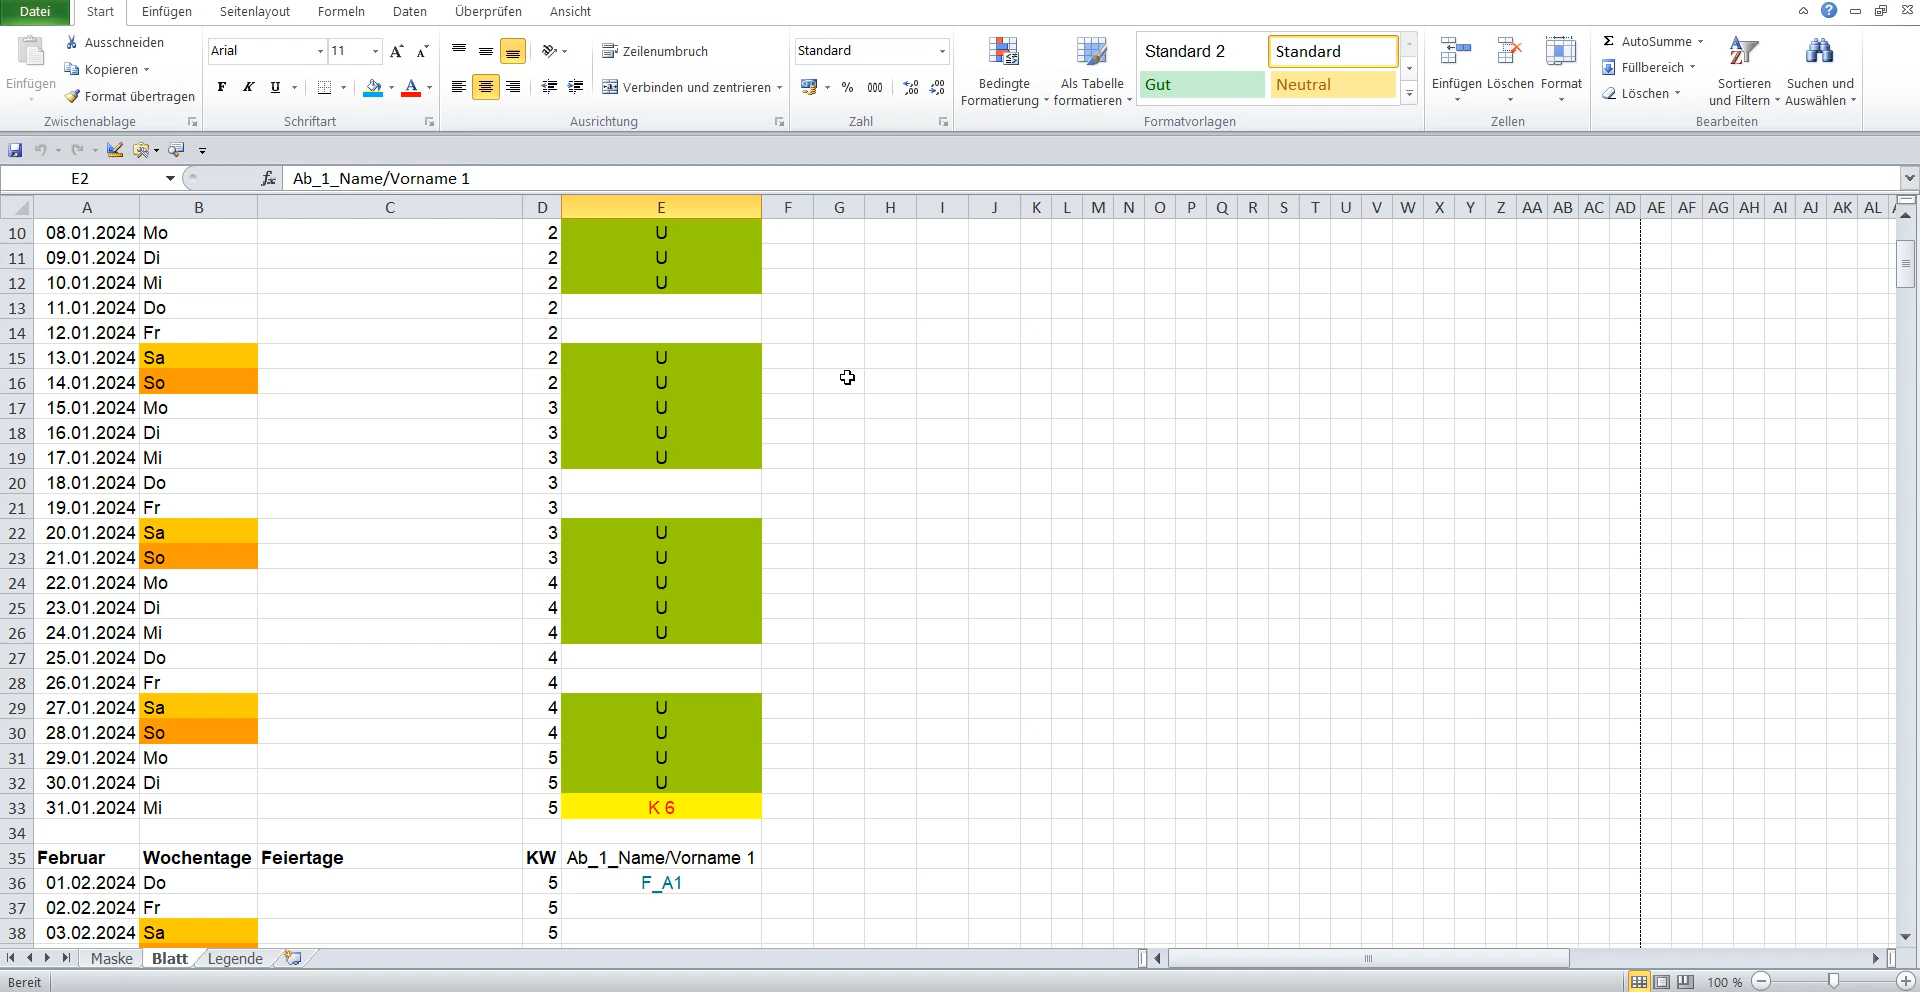 Datei Start Einfügen Seitenlayout Formeln Daten Überprüfen Ansicht
Einfügen
Ausschneiden
Kopieren
Format übertragen
Zwischenablage
Arial 11
F K U
Schriftart
Zeilenumbruch
Verbinden und zentrieren
Ausrichtung
Standard
% 000
Zahl
Bedingte Formatierung
Als Tabelle formatieren
Standard 2 Standard
Gut Neutral
Formatvorlagen
Einfügen Löschen Format
Zellen
Σ AutoSumme
Füllbereich
Löschen
Sortieren und Filtern
Suchen und Auswählen
Bearbeiten
E2 fx Ab_1_Name/Vorname 1
A B C D E F G H I J K L M N O P Q R S T U V W X Y Z AA AB AC AD AE AF AG AH AI AJ AK AL
10 08.01.2024 Mo 2 U
11 09.01.2024 Di 2 U
12 10.01.2024 Mi 2 U
13 11.01.2024 Do 2
14 12.01.2024 Fr 2
15 13.01.2024 Sa 2 U
16 14.01.2024 So 2 U
17 15.01.2024 Mo 3 U
18 16.01.2024 Di 3 U
19 17.01.2024 Mi 3 U
20 18.01.2024 Do 3
21 19.01.2024 Fr 3
22 20.01.2024 Sa 3 U
23 21.01.2024 So 3 U
24 22.01.2024 Mo 4 U
25 23.01.2024 Di 4 U
26 24.01.2024 Mi 4 U
27 25.01.2024 Do 4
28 26.01.2024 Fr 4
29 27.01.2024 Sa 4 U
30 28.01.2024 So 4 U
31 29.01.2024 Mo 5 U
32 30.01.2024 Di 5 U
33 31.01.2024 Mi 5 K 6
34
35 Februar Wochentage Feiertage KW Ab_1_Name/Vorname 1
36 01.02.2024 Do 5 F_A1
37 02.02.2024 Fr 5
38 03.02.2024 Sa 5
Maske Blatt Legende
Bereit 100 %